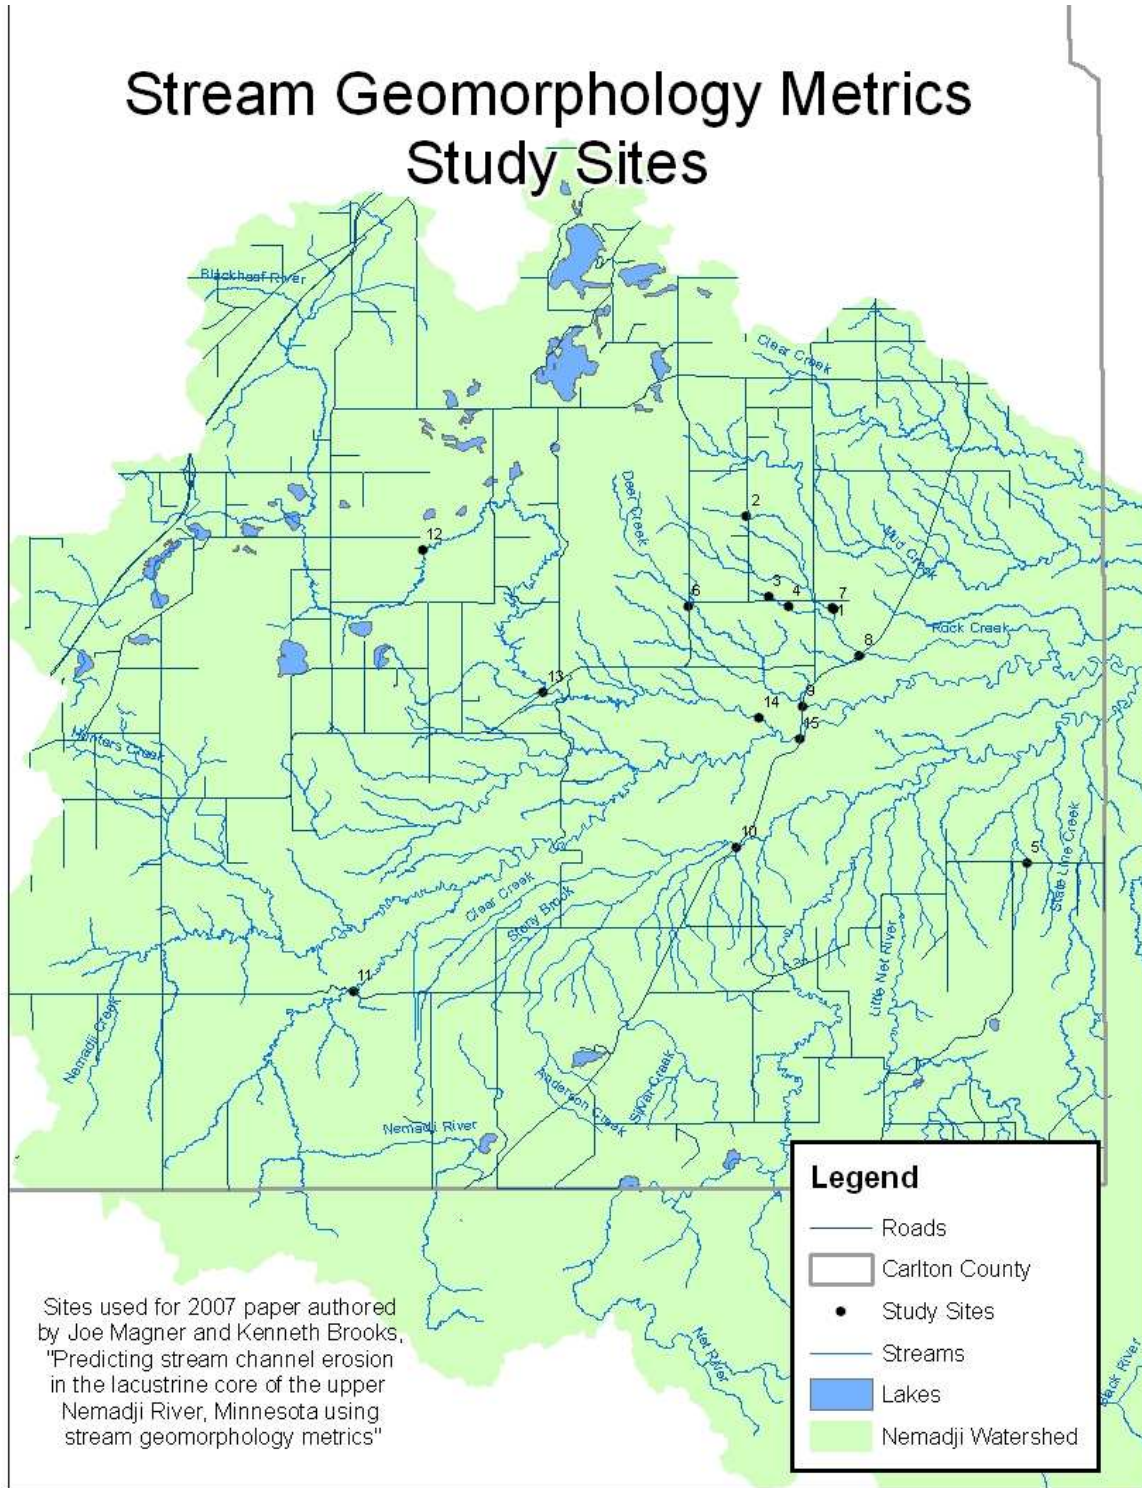 Stream Geomorphology Metrics
Study Sites
Blackhoof River
Clear Creek
Deer Creek
2
Mud Creek
12
3
4
6
7
1
Rock Creek
8
13
9
14
15
Hunters Creek
10
5
State Line Creek
Clear Creek
Stony Brook
Little Net River
11
Nemadji Creek
Anderson Creek
Silver Creek
Nemadji River
Net River
Black River
Legend
Roads
Carlton County
Study Sites
Streams
Lakes
Nemadji Watershed
Sites used for 2007 paper authored
by Joe Magner and Kenneth Brooks,
"Predicting stream channel erosion
in the lacustrine core of the upper
Nemadji River, Minnesota using
stream geomorphology metrics"